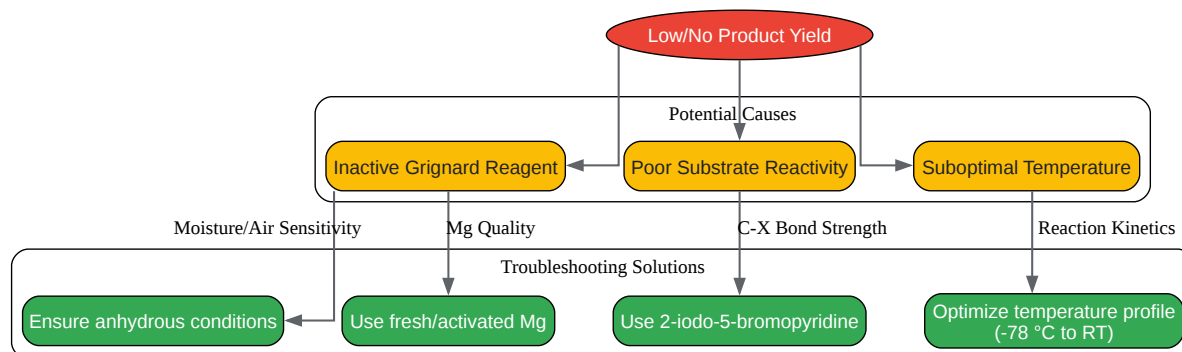 Low/No Product Yield
Potential Causes
Inactive Grignard Reagent
Poor Substrate Reactivity
Suboptimal Temperature
Moisture/Air Sensitivity
Mg Quality
C-X Bond Strength
Reaction Kinetics
Troubleshooting Solutions
Ensure anhydrous conditions
Use fresh/activated Mg
Use 2-iodo-5-bromopyridine
Optimize temperature profile
(-78 °C to RT)